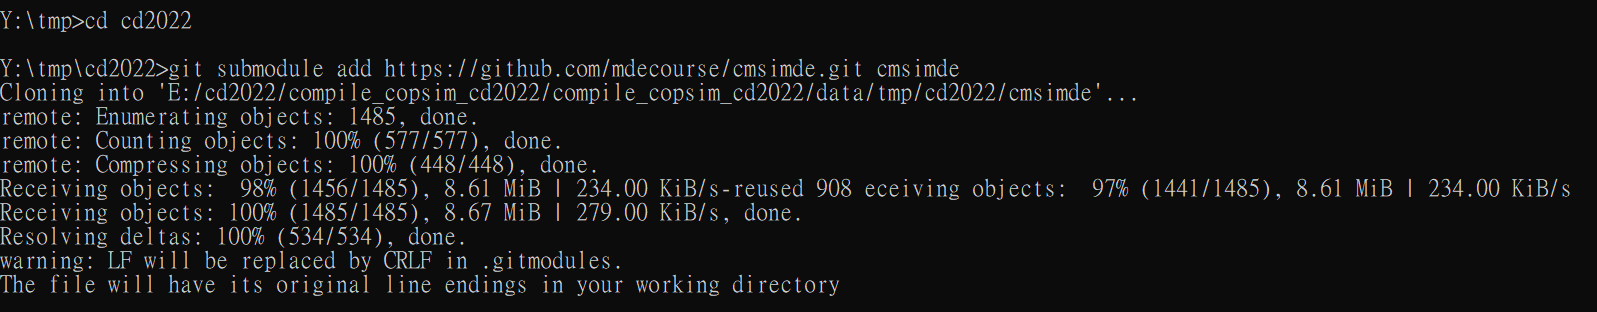 Y:\tmp>cd cd2022
Y:\tmp\cd2022>git submodule add https://github.com/mdecourse/cmsimde.git cmsimde
Cloning into 'E:/cd2022/compile_copsim_cd2022/compile_copsim_cd2022/data/tmp/cd2022/cmsimde'...
remote: Enumerating objects: 1485, done.
remote: Counting objects: 100% (577/577), done.
remote: Compressing objects: 100% (448/448), done.
Receiving objects:  98% (1456/1485), 8.61 MiB | 234.00 KiB/s-reused 908 eceiving objects:  97% (1441/1485), 8.61 MiB | 234.00 KiB/s
Receiving objects: 100% (1485/1485), 8.67 MiB | 279.00 KiB/s, done.
Resolving deltas: 100% (534/534), done.
warning: LF will be replaced by CRLF in .gitmodules.
The file will have its original line endings in your working directory